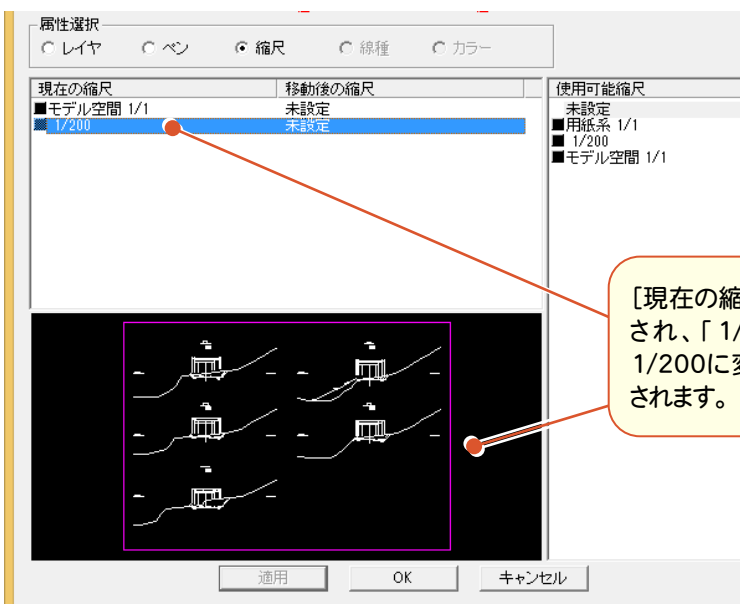 属性選択
レイヤ ペン 縮尺 線種 カラー
現在の縮尺 移動後の縮尺
■モデル空間 1/1 未設定
■ 1/200 未設定
使用可能縮尺
未設定
■用紙系 1/1
■ 1/200
■モデル空間 1/1
[現在の縮
され、「1/
1/200に変
されます。
適用 OK キャンセル